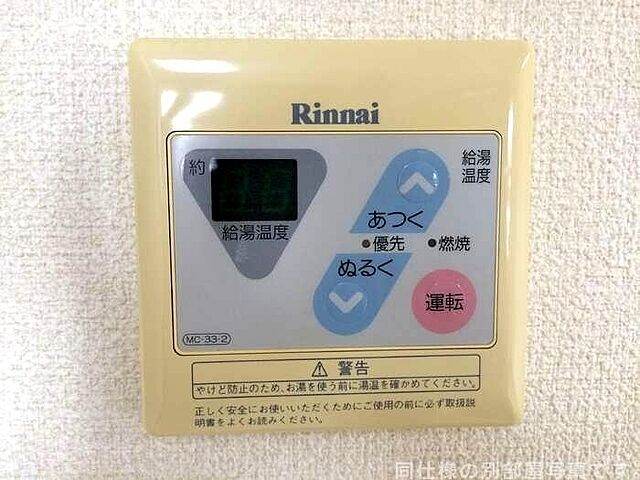 Rinnai
約
給湯温度
給湯
温度
あつく
優先
燃焼
ぬるく
運転
MC-33-2
警告
やけど防止のため、お湯を使う前に湯温を確かめてください。
正しく安全にお使いいただくためにご使用の前に必ず取扱説
明書をよくお読みください。
同仕様の別部屋写真です。